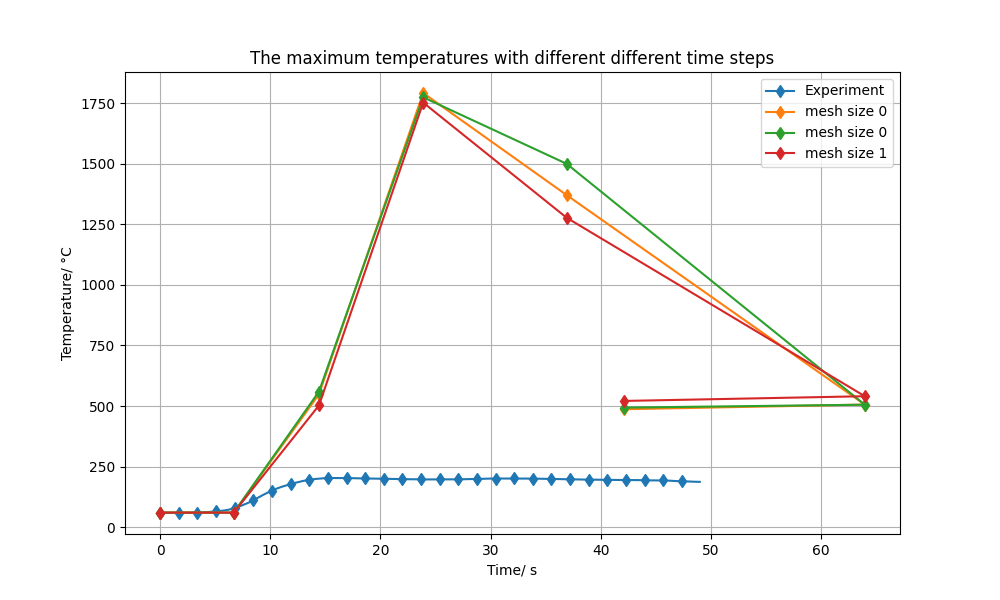 The maximum temperatures with different different time steps
Experiment
mesh size 0
mesh size 0
mesh size 1
1750
1500
1250
1000
750
500
250
0
Temperature/ °C
0 10 20 30 40 50 60
Time/ s